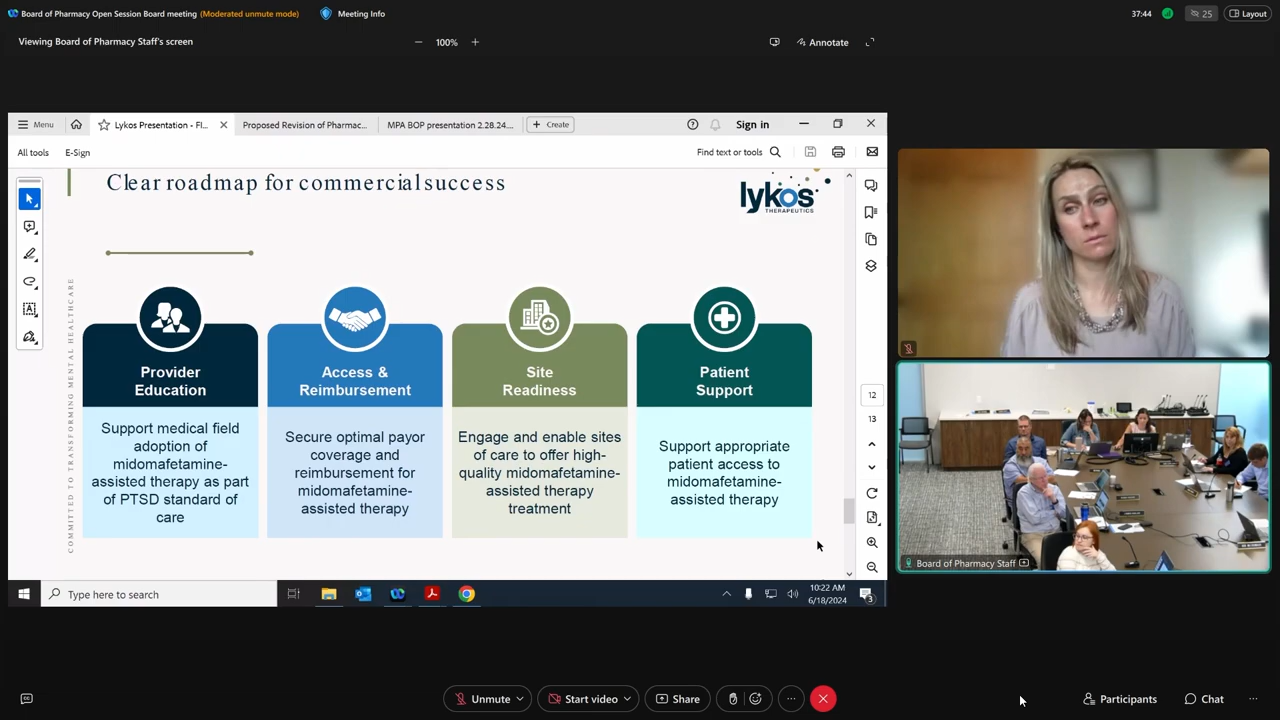 Board of Pharmacy Open Session Board meeting (Moderated unmute mode)
Meeting Info
37:44
25
Layout
Viewing Board of Pharmacy Staff's screen
100%
Annotate
Menu
Lykos Presentation - FI...
Proposed Revision of Pharmac...
MPA BOP presentation 2.28.24....
Create
Sign in
All tools
E-Sign
Find text or tools
Clear roadmap for commercial success
lykos
THERAPEUTICS
COMMITTED TO TRANSFORMING MENTAL HEALTHCARE
Provider
Education
Support medical field
adoption of
midomafetamine-
assisted therapy as part
of PTSD standard of
care
Access &
Reimbursement
Secure optimal payor
coverage and
reimbursement for
midomafetamine-
assisted therapy
Site
Readiness
Engage and enable sites
of care to offer high-
quality midomafetamine-
assisted therapy
treatment
Patient
Support
Support appropriate
patient access to
midomafetamine-
assisted therapy
12
13
Board of Pharmacy Staff
Type here to search
10:22 AM
6/18/2024
3
Unmute
Start video
Share
Participants
Chat